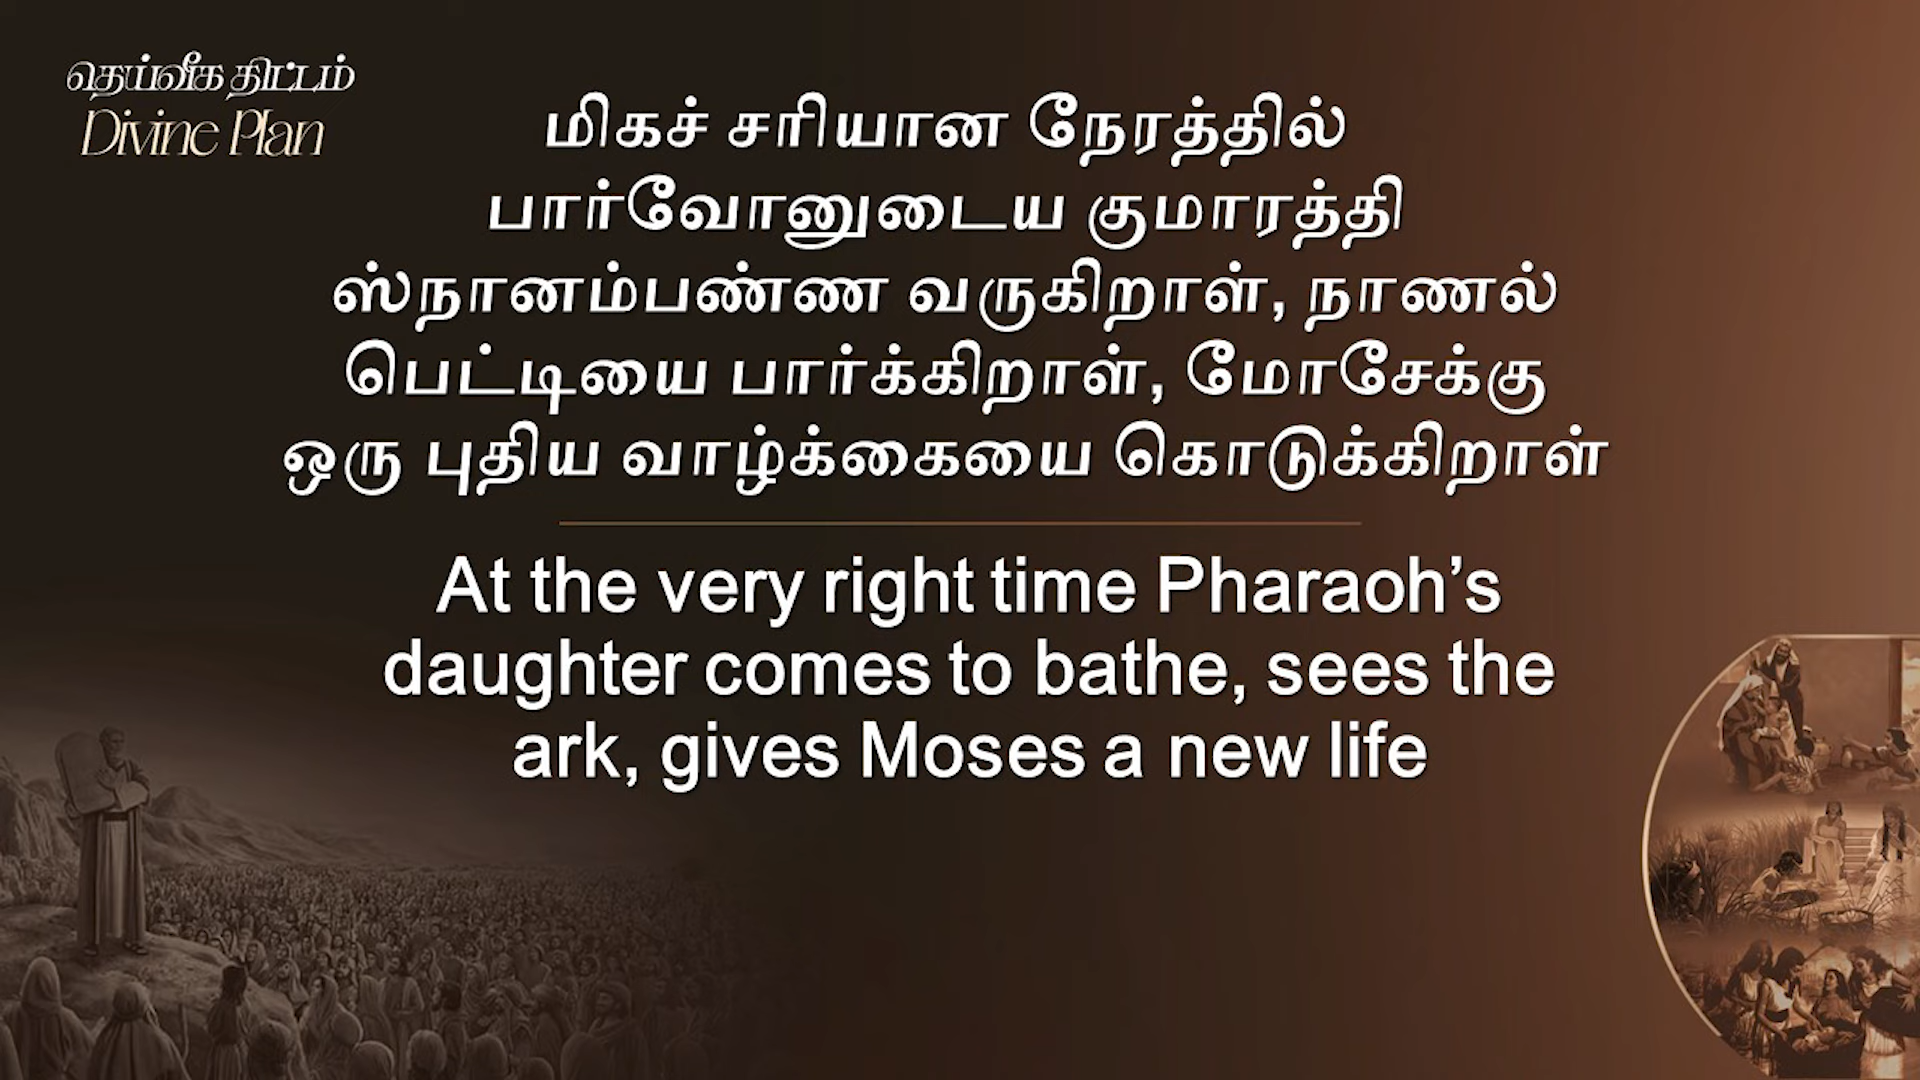 தெய்வீக திட்டம்
Divine Plan
மிகச் சரியான நேரத்தில்
பார்வோனுடைய குமாரத்தி
ஸ்நானம்பண்ண வருகிறாள், நாணல்
பெட்டியை பார்க்கிறாள், மோசேக்கு
ஒரு புதிய வாழ்க்கையை கொடுக்கிறாள்
At the very right time Pharaoh’s
daughter comes to bathe, sees the
ark, gives Moses a new life